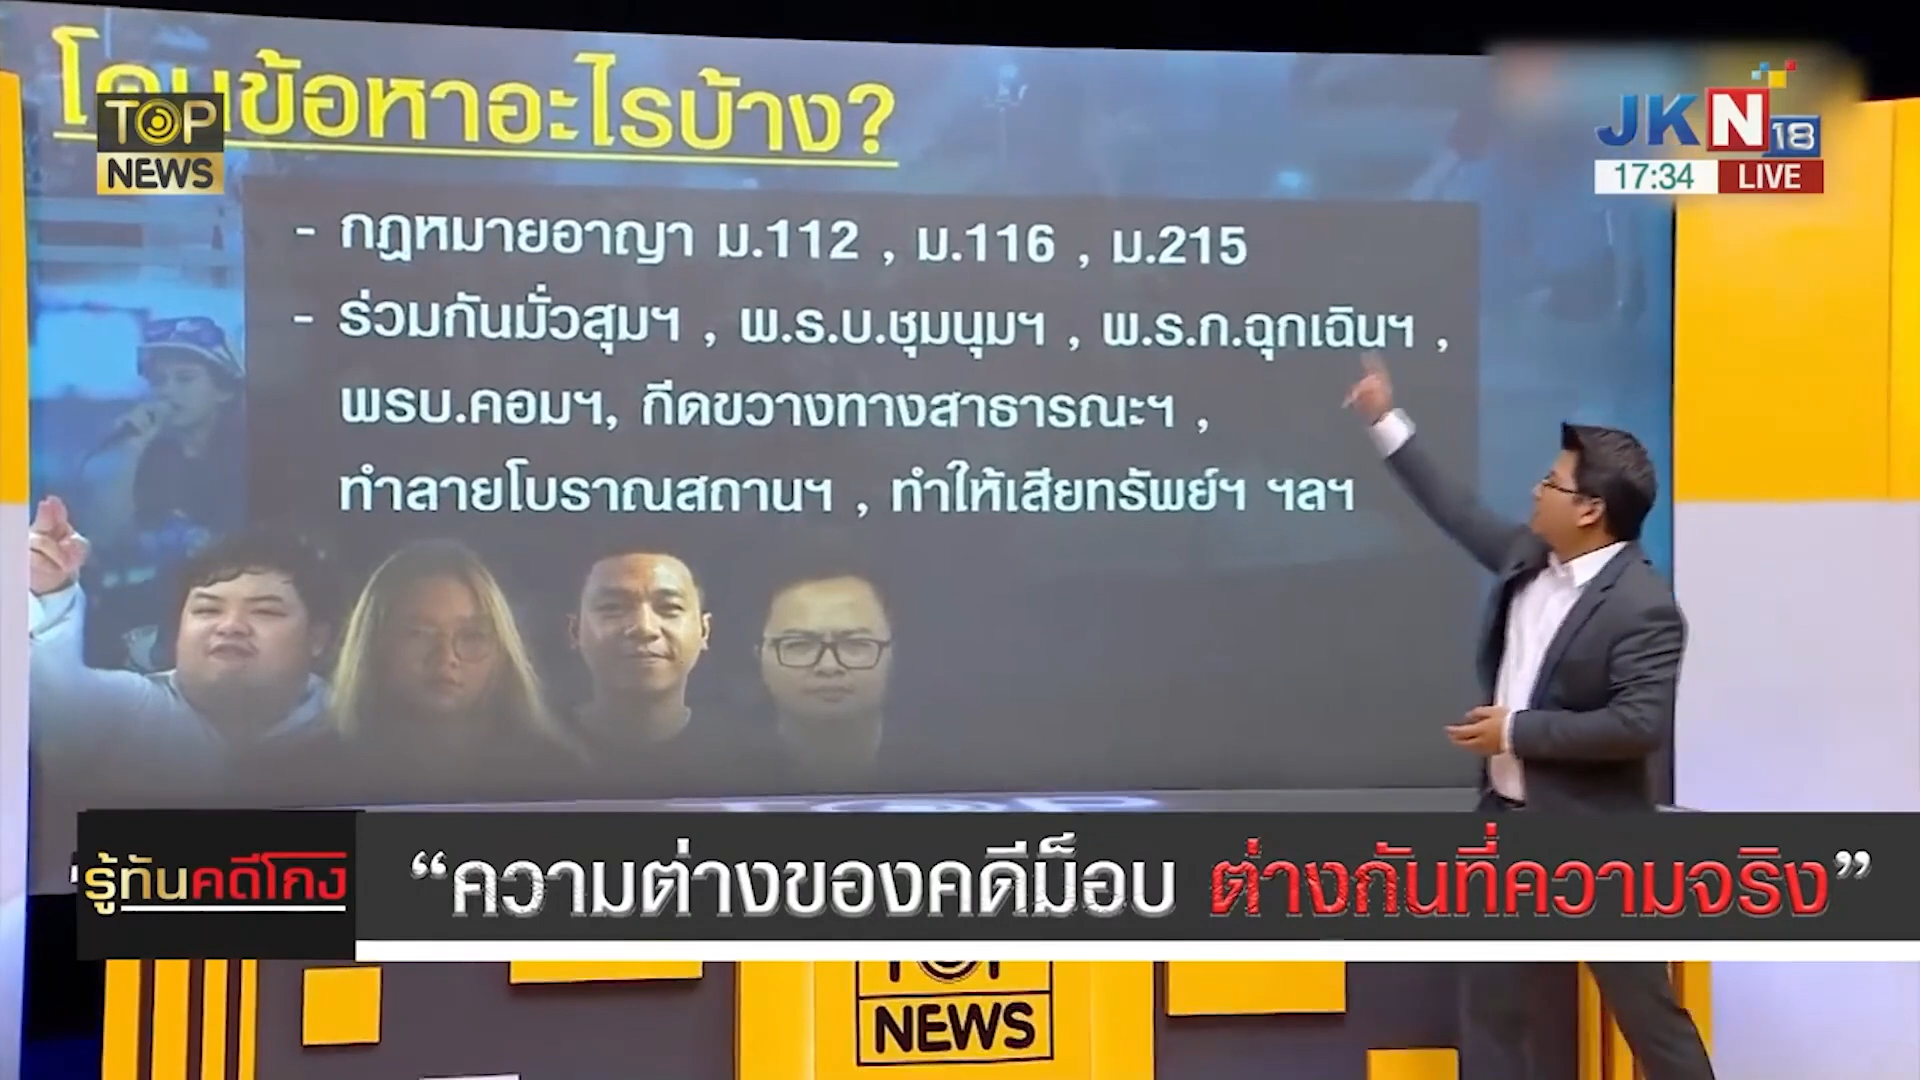 โดนข้อหาอะไรบ้าง?
TOP
NEWS
JKN18
17:34 LIVE
- กฎหมายอาญา ม.112 , ม.116 , ม.215
- ร่วมกันมั่วสุมฯ , พ.ร.บ.ชุมนุมฯ , พ.ร.ก.ฉุกเฉินฯ ,
พรบ.คอมฯ, กีดขวางทางสาธารณะฯ ,
ทำลายโบราณสถานฯ , ทำให้เสียทรัพย์ฯ ฯลฯ
รู้ทันคดีโกง
“ความต่างของคดีม็อบ ต่างกันที่ความจริง”
TOP
NEWS